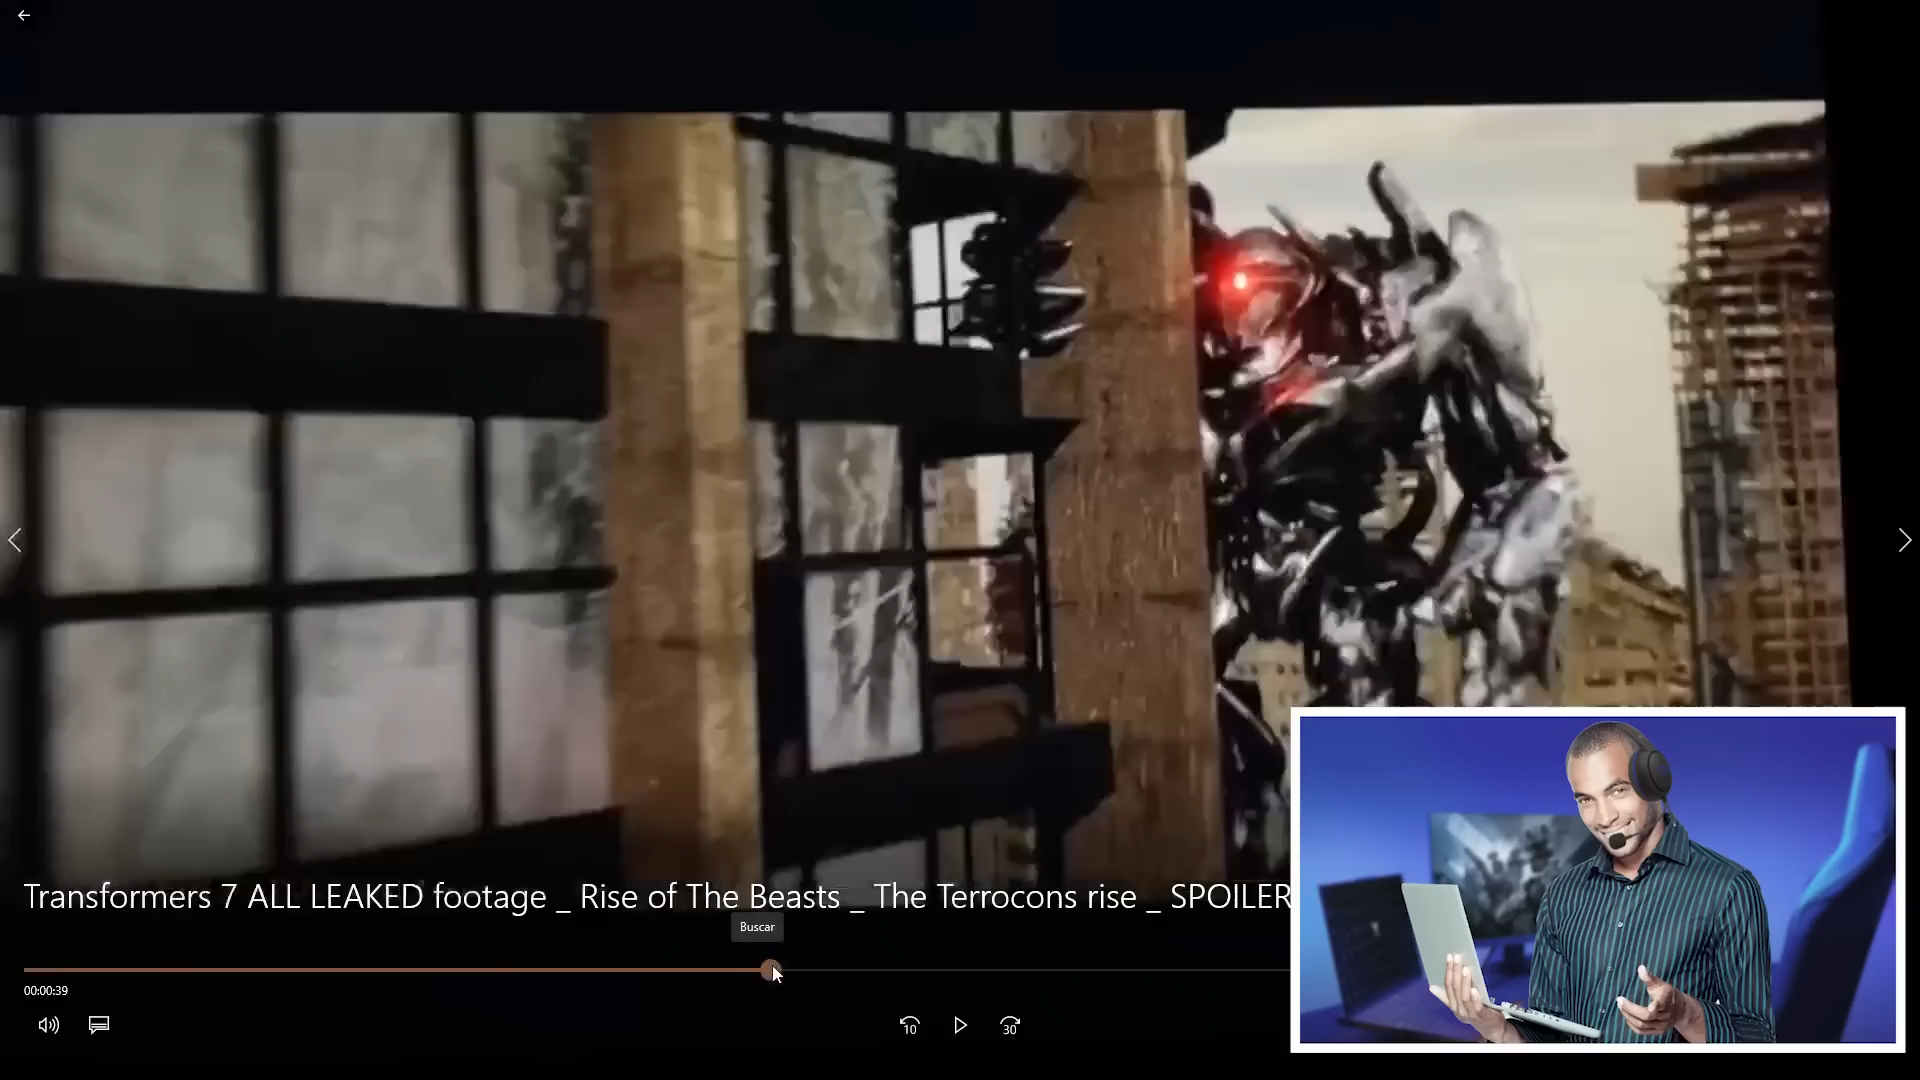 Transformers 7 ALL LEAKED footage _ Rise of The Beasts _ The Terrocons rise _ SPOILER
Buscar
00:00:39
10
30